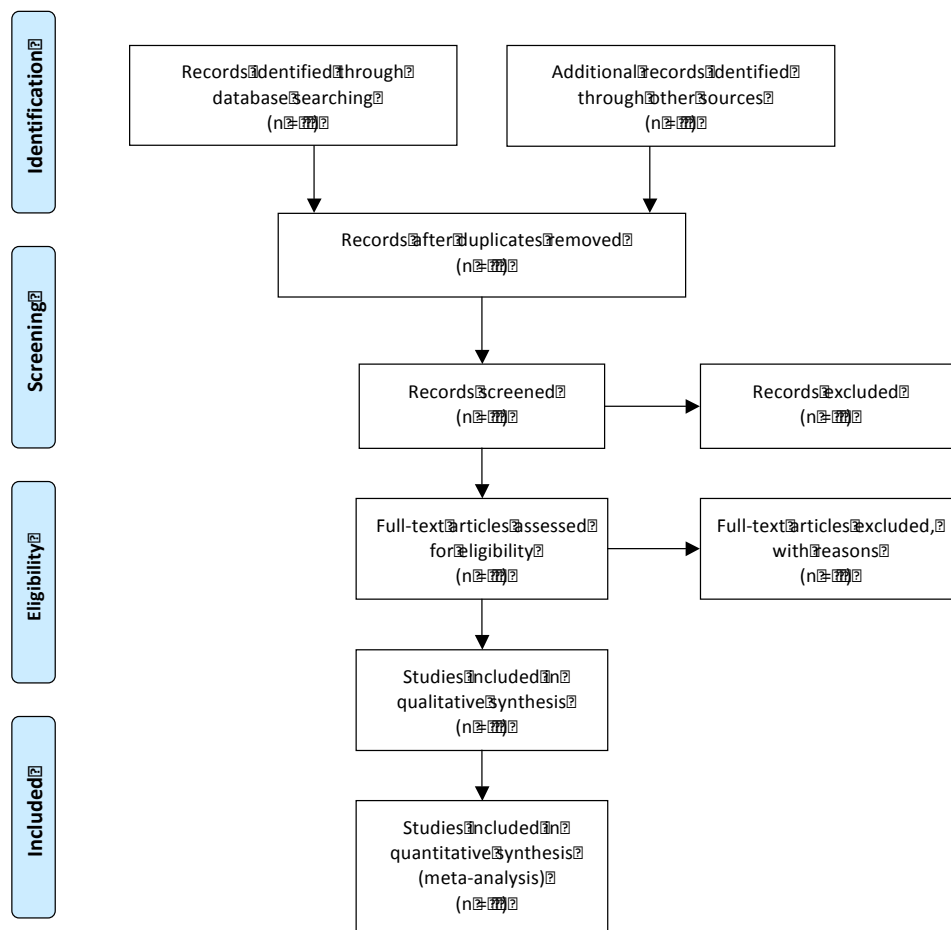 Identification
Records identified through
database searching
(n = )
Additional records identified
through other sources
(n = )
Screening
Records after duplicates removed
(n = )
Records screened
(n = )
Records excluded
(n = )
Eligibility
Full-text articles assessed
for eligibility
(n = )
Full-text articles excluded,
with reasons
(n = )
Included
Studies included in
qualitative synthesis
(n = )
Studies included in
quantitative synthesis
(meta-analysis)
(n = )